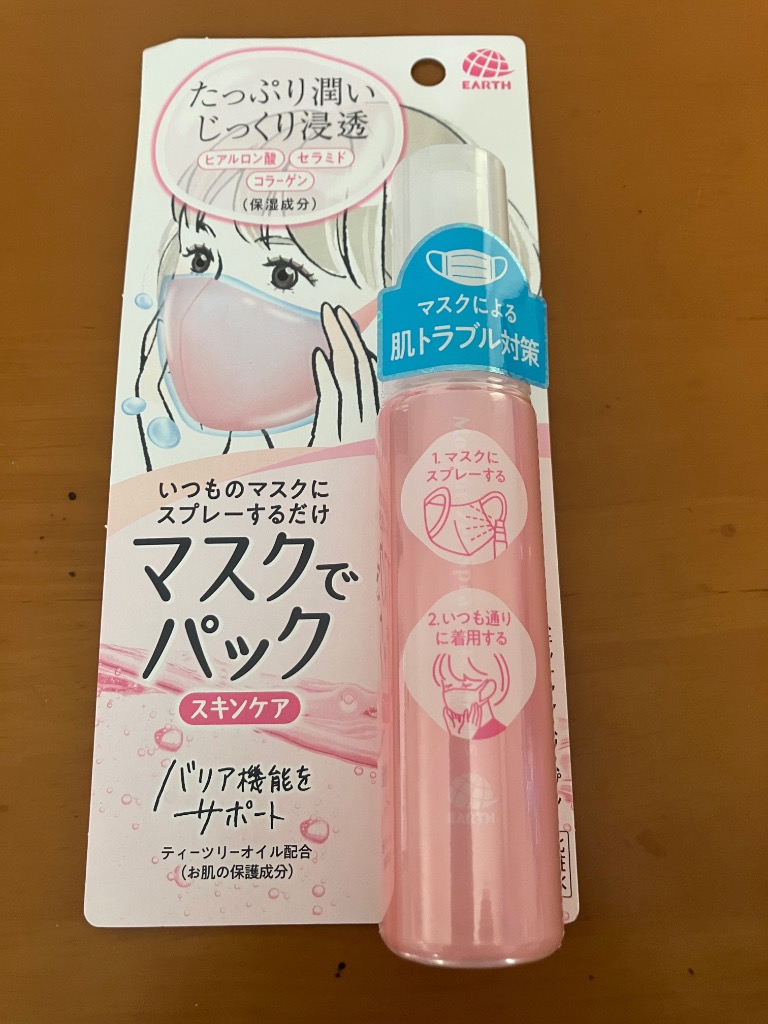 たっぷり潤い
じっくり浸透
ヒアルロン酸 セラミド
コラーゲン
(保湿成分)
EARTH
マスクによる
肌トラブル対策
1.マスクに
スプレーする
2.いつも通り
に着用する
いつものマスクに
スプレーするだけ
マスクで
パック
スキンケア
バリア機能を
サポート
ティーツリーオイル配合
(お肌の保護成分)